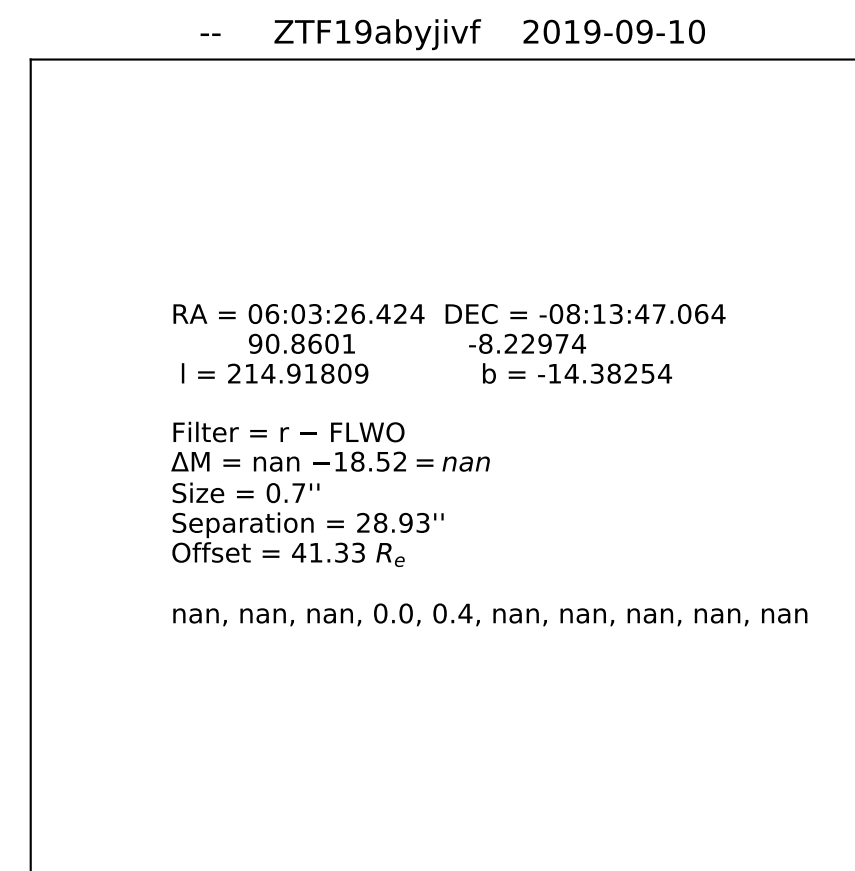 -- ZTF19abyjivf 2019-09-10
RA = 06:03:26.424 DEC = -08:13:47.064
90.8601 -8.22974
l = 214.91809 b = -14.38254
Filter = r − FLWO
ΔM = nan −18.52 = nan
Size = 0.7''
Separation = 28.93''
Offset = 41.33 Re
nan, nan, nan, 0.0, 0.4, nan, nan, nan, nan, nan